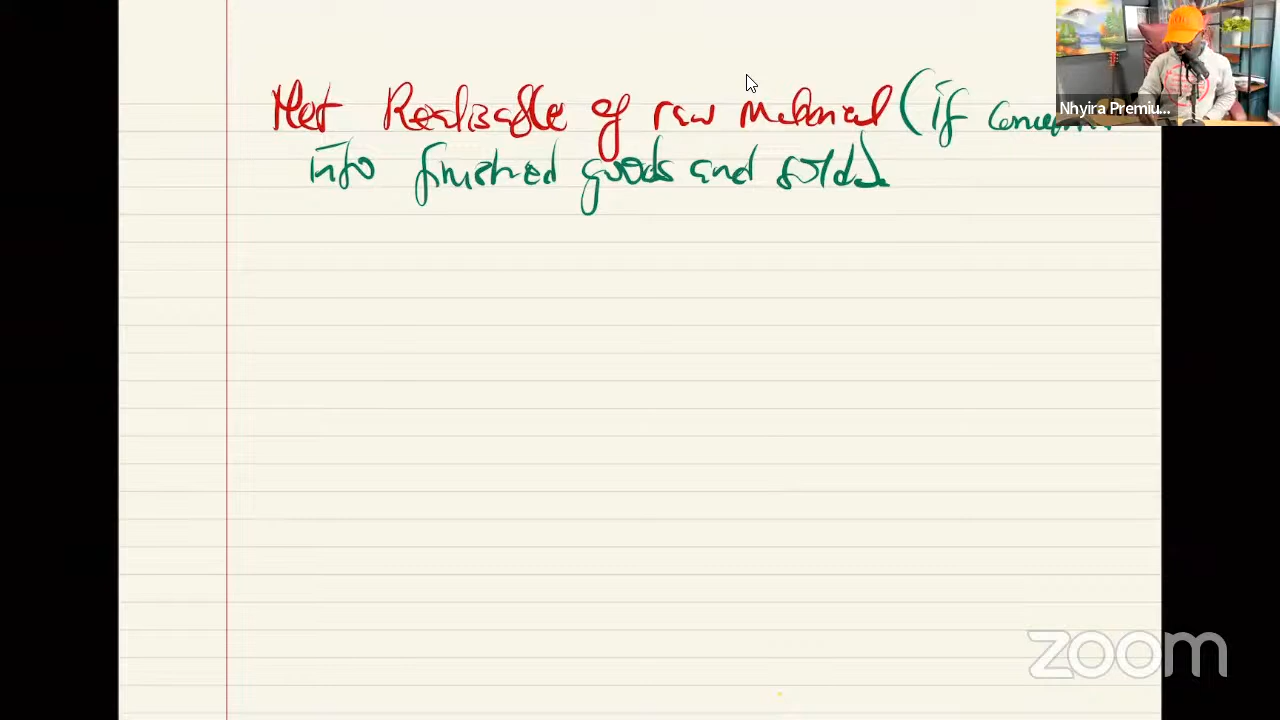 Net Realisable of raw material (if
into finished goods and sold).
Nhyira Premiu...
zoom